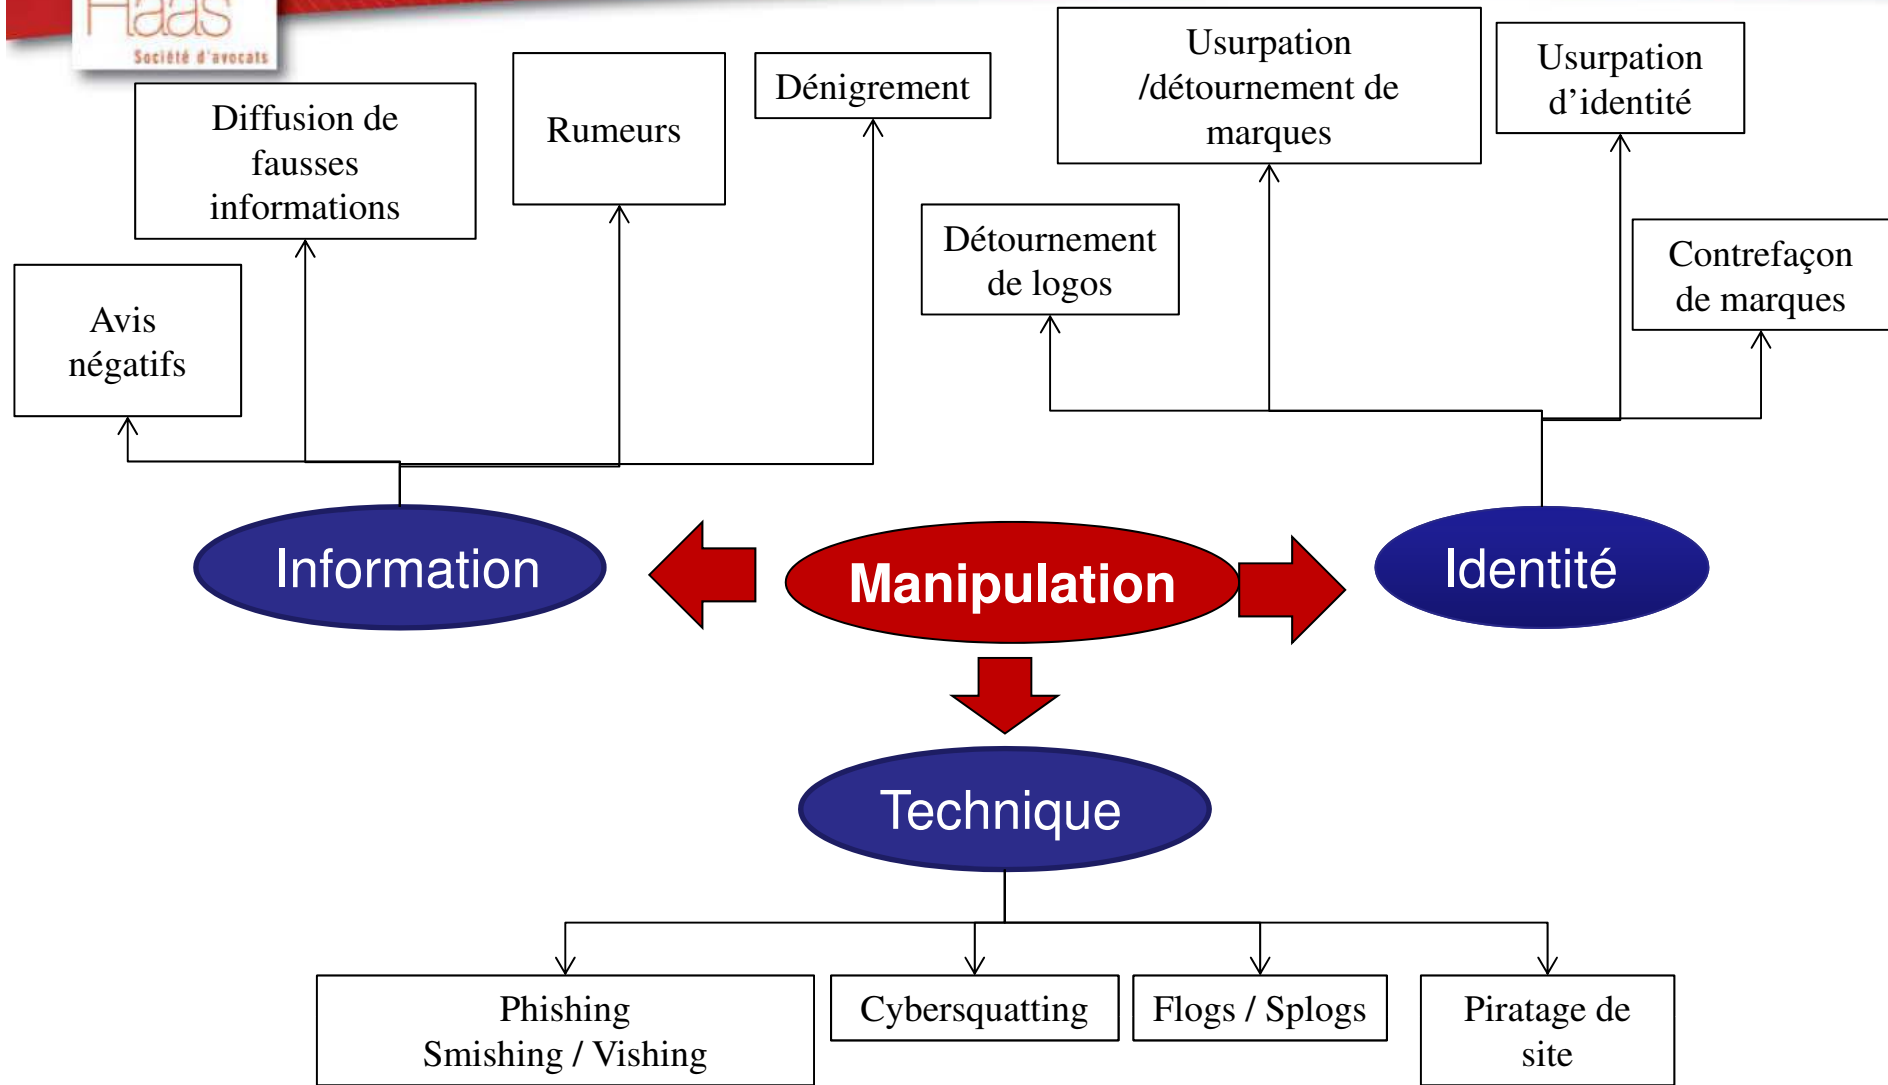 Haas
Société d'avocats
Diffusion de
fausses
informations
Rumeurs
Dénigrement
Usurpation
/détournement de
marques
Usurpation
d’identité
Avis
négatifs
Détournement
de logos
Contrefaçon
de marques
Information
Manipulation
Identité
Technique
Phishing
Smishing / Vishing
Cybersquatting
Flogs / Splogs
Piratage de
site